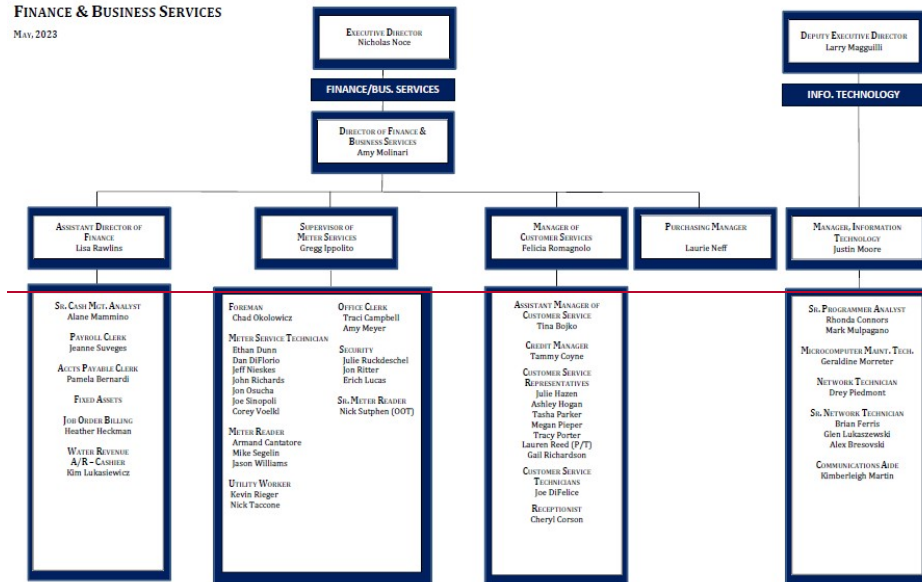 FINANCE & BUSINESS SERVICES
MAY, 2023
EXECUTIVE DIRECTOR
Nicholas Noce
FINANCE/BUS. SERVICES
DIRECTOR OF FINANCE &
BUSINESS SERVICES
Amy Molinari
DEPUTY EXECUTIVE DIRECTOR
Larry Magguilli
INFO. TECHNOLOGY
ASSISTANT DIRECTOR OF
FINANCE
Lisa Rawlins
SUPERVISOR OF
METER SERVICES
Gregg Ippolito
MANAGER OF
CUSTOMER SERVICES
Felicia Romagnolo
PURCHASING MANAGER
Laurie Neff
MANAGER, INFORMATION
TECHNOLOGY
Justin Moore
SR. CASH MGT. ANALYST
Alane Mammino
PAYROLL CLERK
Jeanne Suveges
ACCTS PAYABLE CLERK
Pamela Bernardi
FIXED ASSETS
JOB ORDER BILLING
Heather Heckman
WATER REVENUE
A/R – CASHIER
Kim Lukasiewicz
FOREMAN
Chad Okolowicz
METER SERVICE TECHNICIAN
Ethan Dunn
Dan DiFlorio
Jeff Nieskes
John Richards
Jon Osucha
Joe Sinopoli
Corey Voelkl
METER READER
Armand Cantatore
Mike Segelin
Jason Williams
UTILITY WORKER
Kevin Rieger
Nick Taccone
OFFICE CLERK
Traci Campbell
Amy Meyer
SECURITY
Julie Ruckdeschel
Jon Ritter
Erich Lucas
SR. METER READER
Nick Sutphen (OOT)
ASSISTANT MANAGER OF
CUSTOMER SERVICE
Tina Bojko
CREDIT MANAGER
Tammy Coyne
CUSTOMER SERVICE
REPRESENTATIVES
Julie Hazen
Ashley Hogan
Tasha Parker
Megan Pieper
Tracy Porter
Lauren Reed (P/T)
Gail Richardson
CUSTOMER SERVICE
TECHNICIANS
Joe DiFelice
RECEPTIONIST
Cheryl Corson
SR. PROGRAMMER ANALYST
Rhonda Connors
Mark Mulpagano
MICROCOMPUTER MAINT. TECH.
Geraldine Morreter
NETWORK TECHNICIAN
Drey Piedmont
SR. NETWORK TECHNICIAN
Brian Ferris
Glen Lukaszewski
Alex Bresovski
COMMUNICATIONS AIDE
Kimberleigh Martin